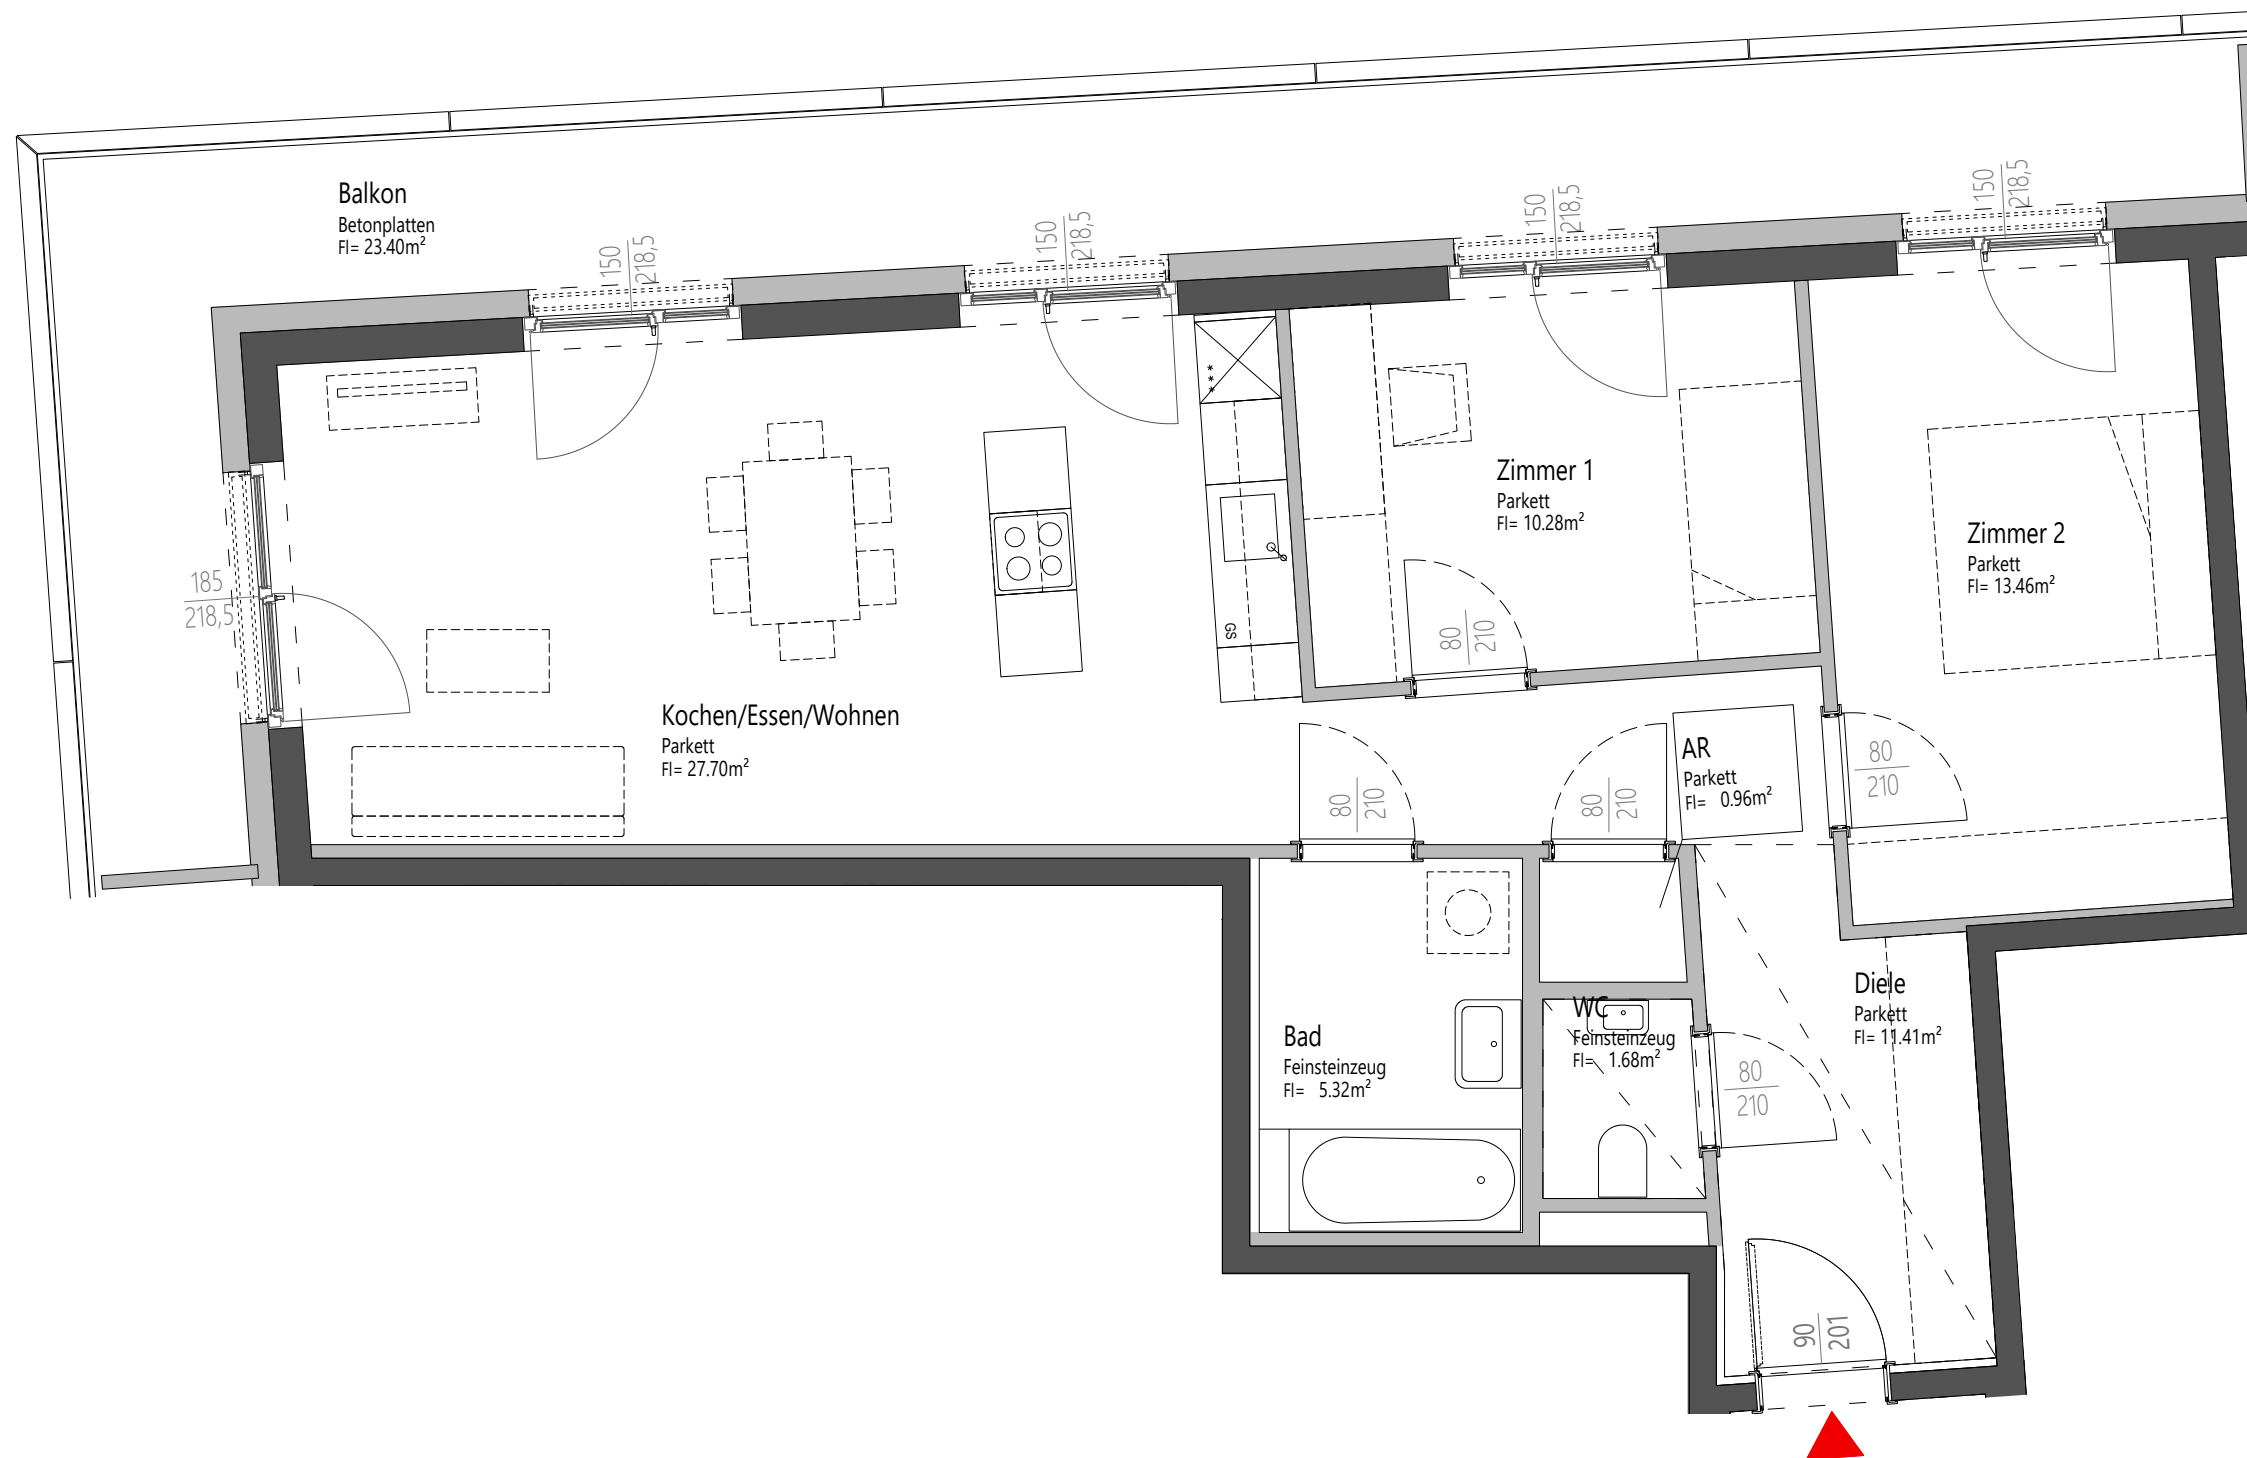 Balkon
Betonplatten
Fl= 23.40m²
150
218,5
150
218,5
150
218,5
150
218,5
185
218,5
Zimmer 1
Parkett
Fl= 10.28m²
Zimmer 2
Parkett
Fl= 13.46m²
***
GS
80
210
Kochen/Essen/Wohnen
Parkett
Fl= 27.70m²
80
210
80
210
AR
Parkett
Fl= 0.96m²
80
210
Diele
Parkett
Fl= 11.41m²
Bad
Feinsteinzeug
Fl= 5.32m²
WC
Feinsteinzeug
Fl= 1.68m²
80
210
90
201